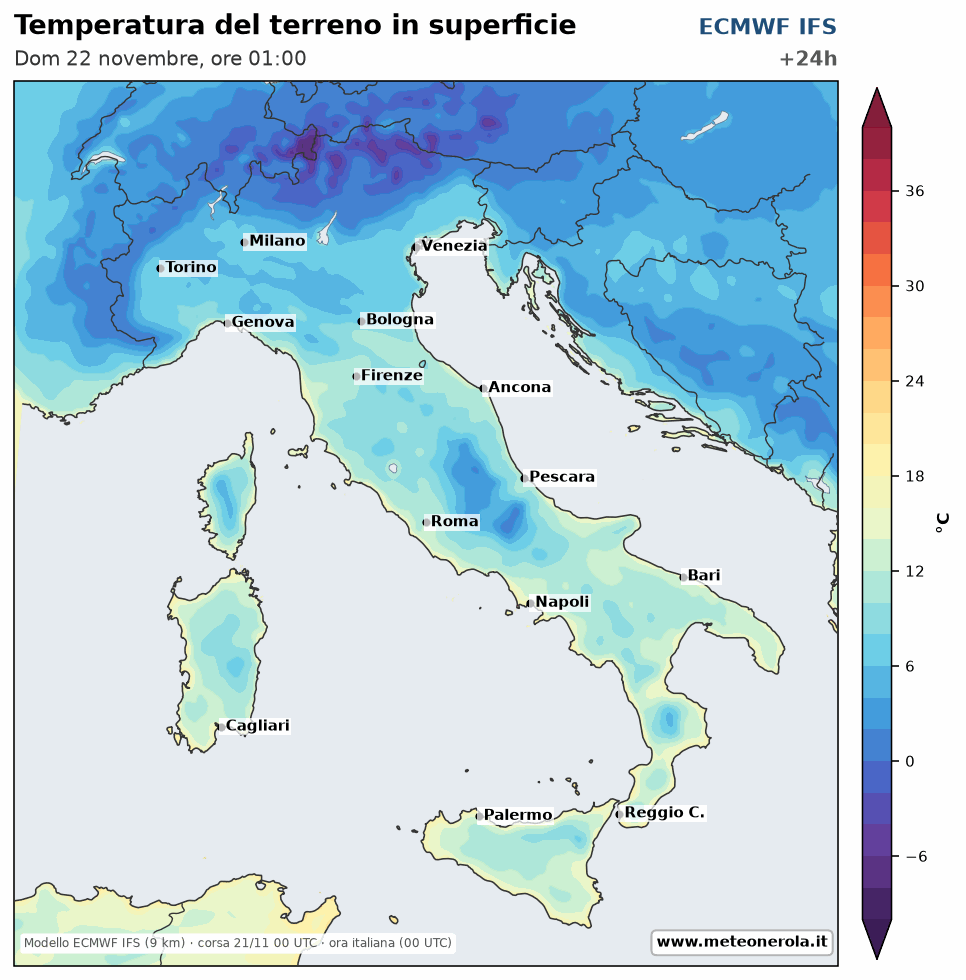 Temperatura del terreno in superficie
ECMWF IFS
Dom 22 novembre, ore 01:00
+24h
Milano
Venezia
Torino
Genova
Bologna
Firenze
Ancona
Pescara
Roma
Bari
Napoli
Cagliari
Palermo
Reggio C.
36
30
24
18
12
6
0
−6
°C
Modello ECMWF IFS (9 km) · corsa 21/11 00 UTC · ora italiana (00 UTC)
www.meteonerola.it